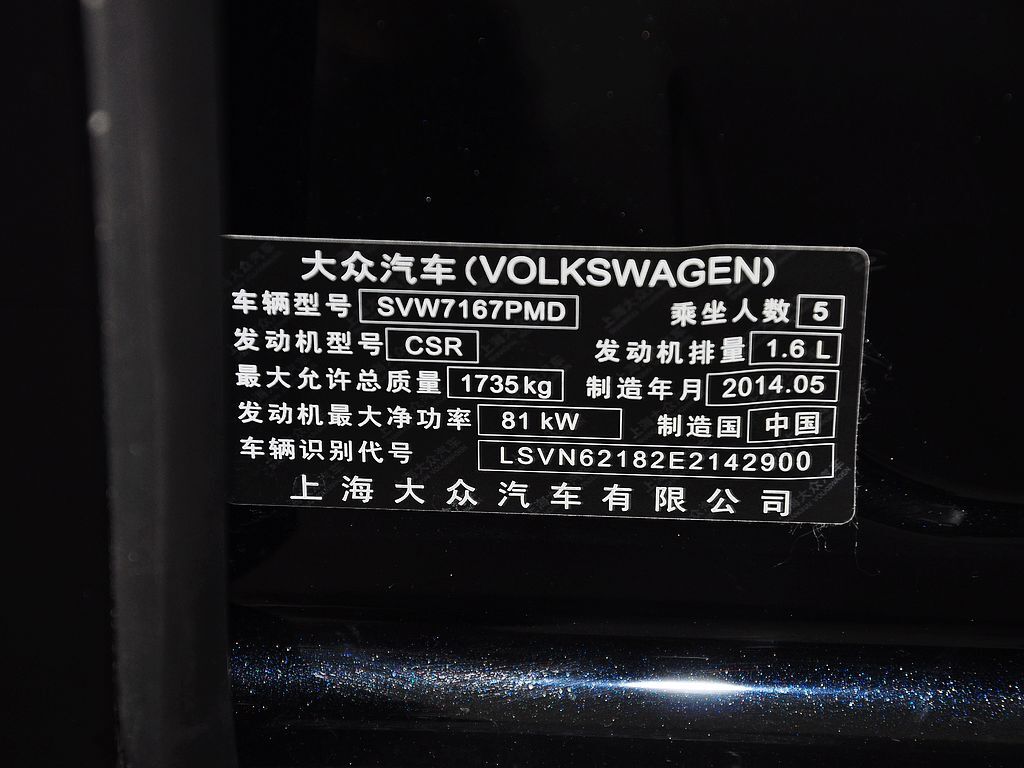 大众汽车(VOLKSWAGEN)
车辆型号 SVW7167PMD 乘坐人数 5
发动机型号 CSR 发动机排量 1.6 L
最大允许总质量 1735kg 制造年月 2014.05
发动机最大净功率 81 kW 制造国 中国
车辆识别代号 LSVN62182E2142900
上海大众汽车有限公司